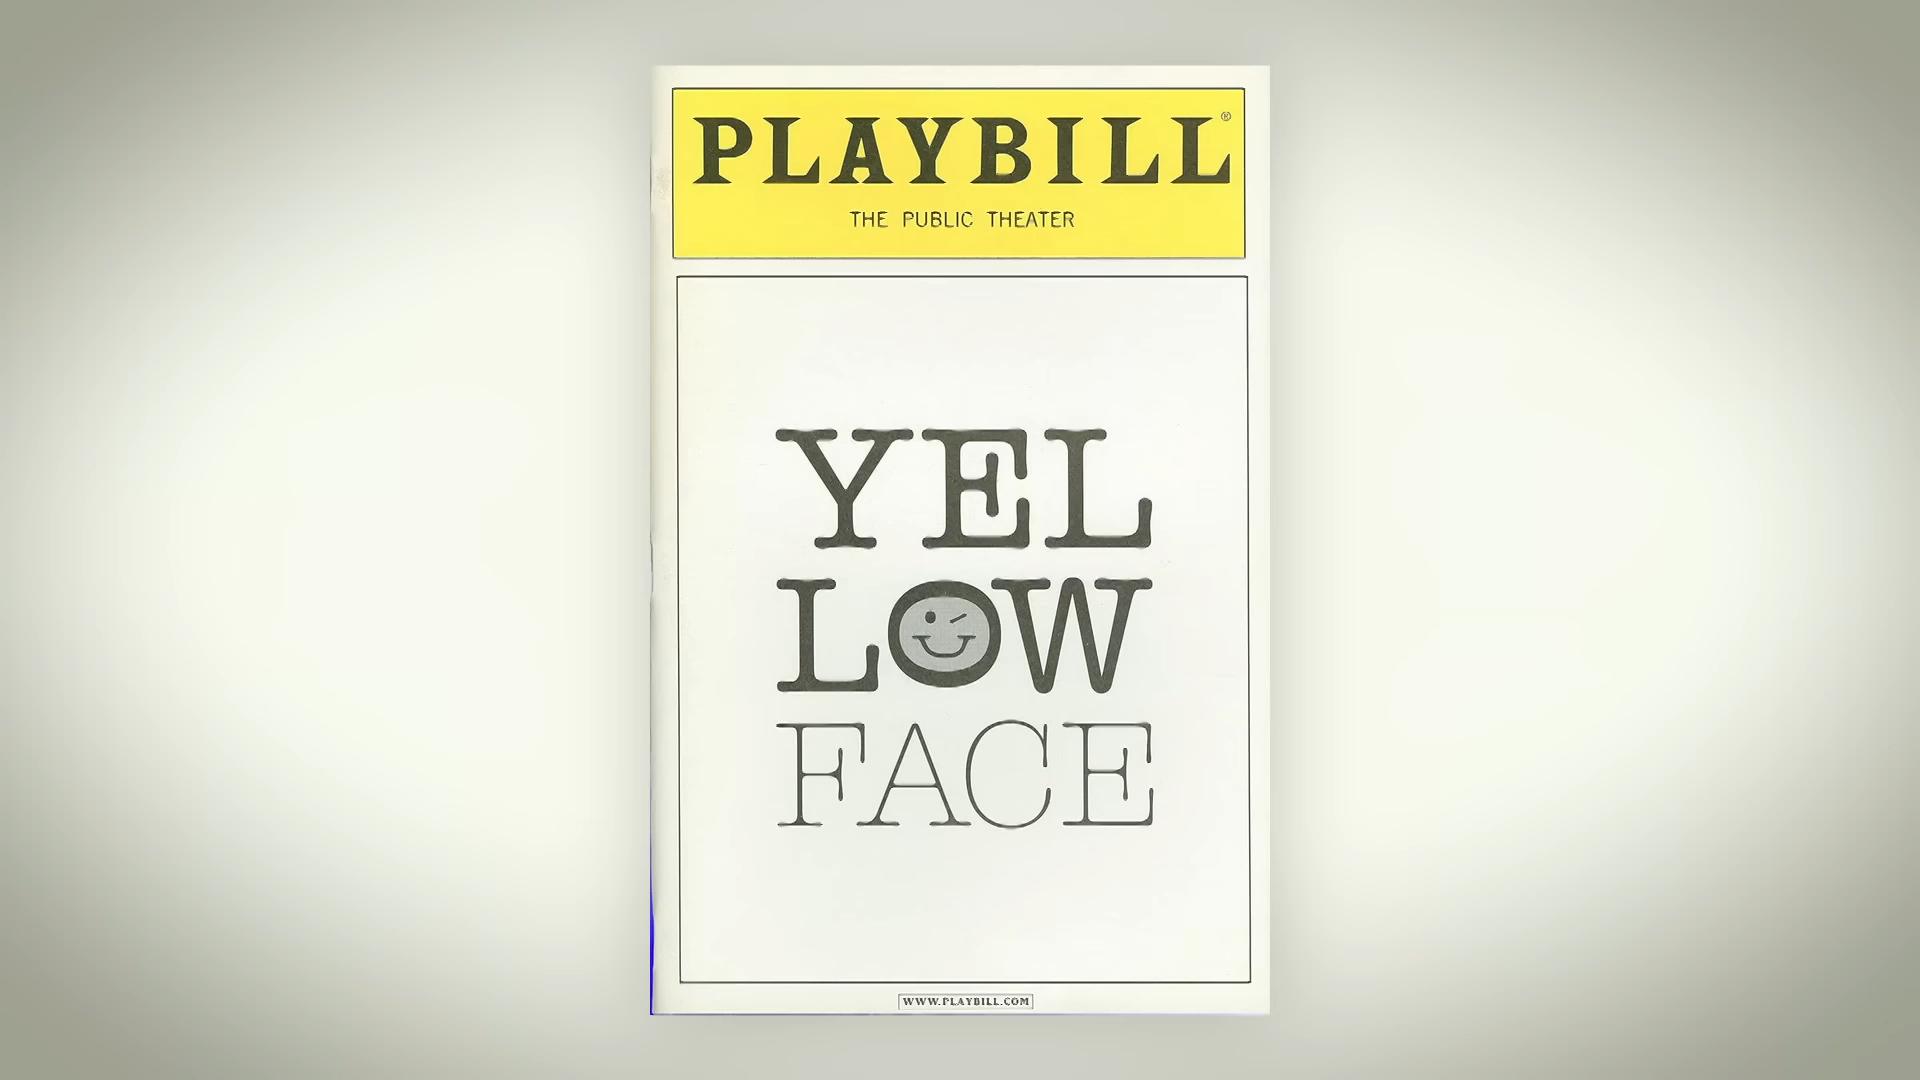 PLAYBILL®
THE PUBLIC THEATER
YEL
LOW
FACE
WWW.PLAYBILL.COM